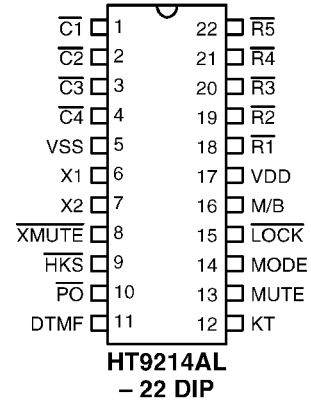 C1 1 22 R5
C2 2 21 R4
C3 3 20 R3
C4 4 19 R2
VSS 5 18 R1
X1 6 17 VDD
X2 7 16 M/B
XMUTE 8 15 LOCK
HKS 9 14 MODE
PO 10 13 MUTE
DTMF 11 12 KT
HT9214AL
– 22 DIP